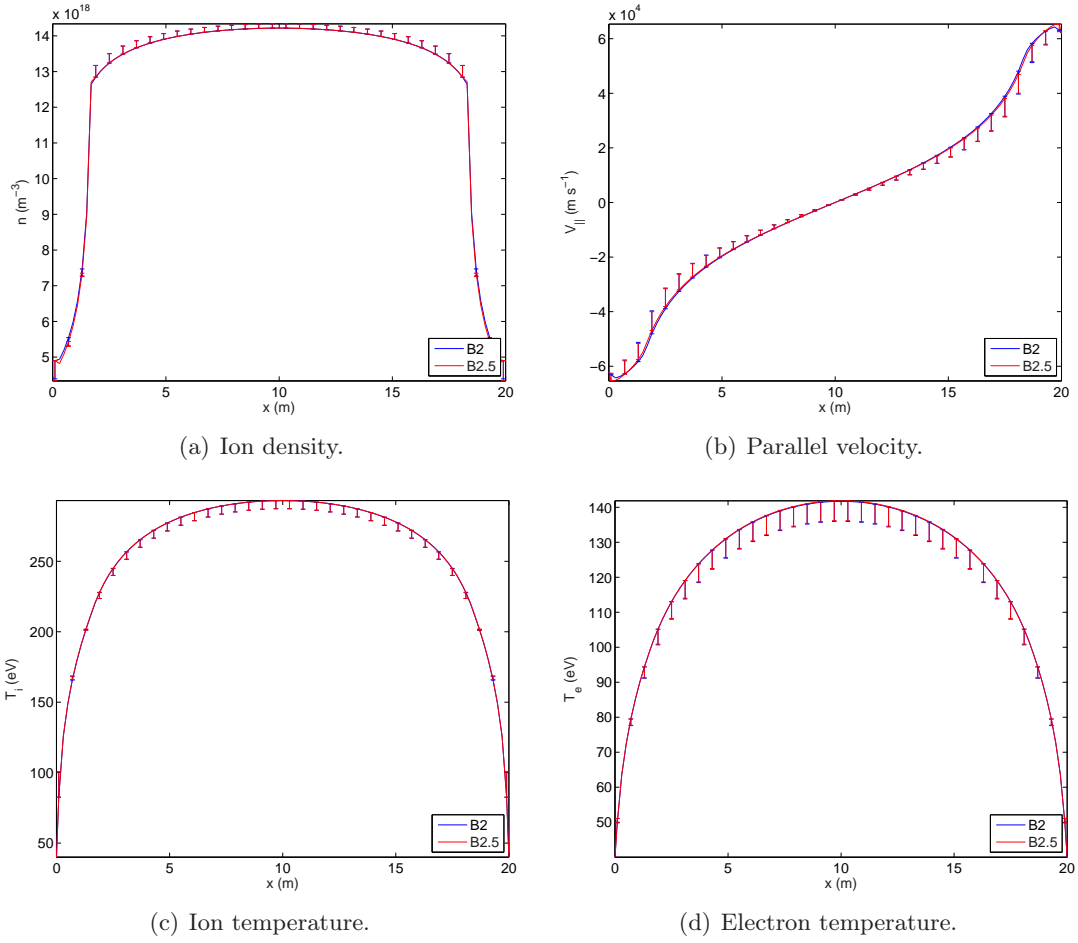 x 10^18
14
13
12
11
10
9
8
7
6
5
n (m^−3)
0 5 10 15 20
x (m)
B2
B2.5
(a) Ion density.
x 10^4
6
4
2
0
−2
−4
−6
V_|| (m s^−1)
0 5 10 15 20
x (m)
B2
B2.5
(b) Parallel velocity.
250
200
150
100
50
T_i (eV)
0 5 10 15 20
x (m)
B2
B2.5
(c) Ion temperature.
140
130
120
110
100
90
80
70
60
50
T_e (eV)
0 5 10 15 20
x (m)
B2
B2.5
(d) Electron temperature.